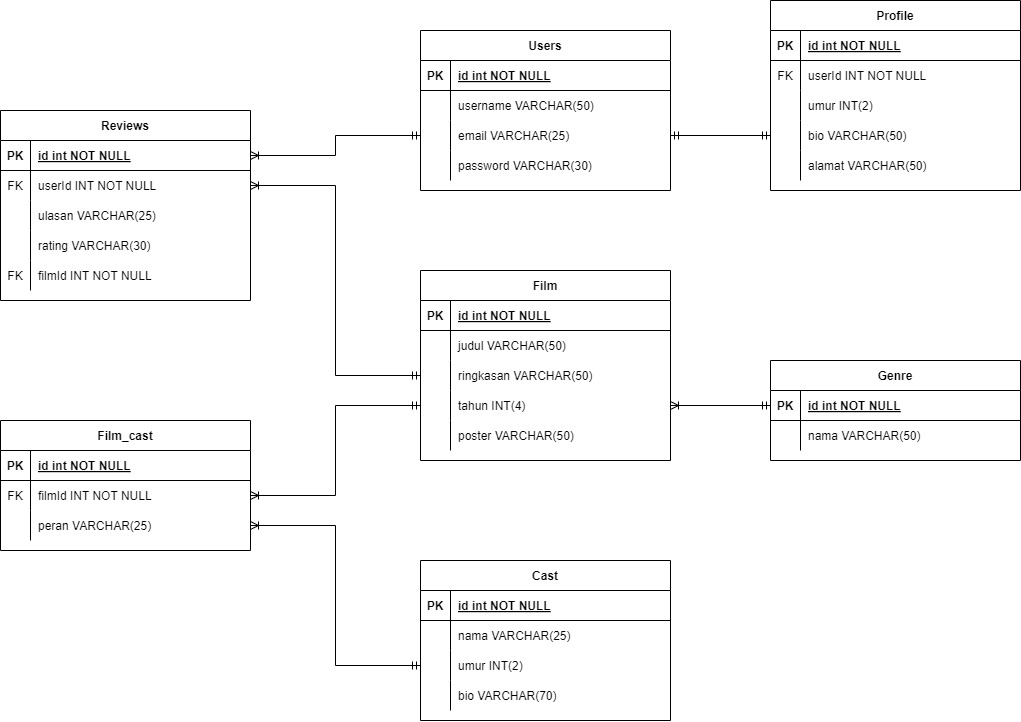 Profile
PK id int NOT NULL
FK userId INT NOT NULL
umur INT(2)
bio VARCHAR(50)
alamat VARCHAR(50)
Users
PK id int NOT NULL
username VARCHAR(50)
email VARCHAR(25)
password VARCHAR(30)
Reviews
PK id int NOT NULL
FK userId INT NOT NULL
ulasan VARCHAR(25)
rating VARCHAR(30)
FK filmId INT NOT NULL
Film
PK id int NOT NULL
judul VARCHAR(50)
ringkasan VARCHAR(50)
tahun INT(4)
poster VARCHAR(50)
Genre
PK id int NOT NULL
nama VARCHAR(50)
Film_cast
PK id int NOT NULL
FK filmId INT NOT NULL
peran VARCHAR(25)
Cast
PK id int NOT NULL
nama VARCHAR(25)
umur INT(2)
bio VARCHAR(70)